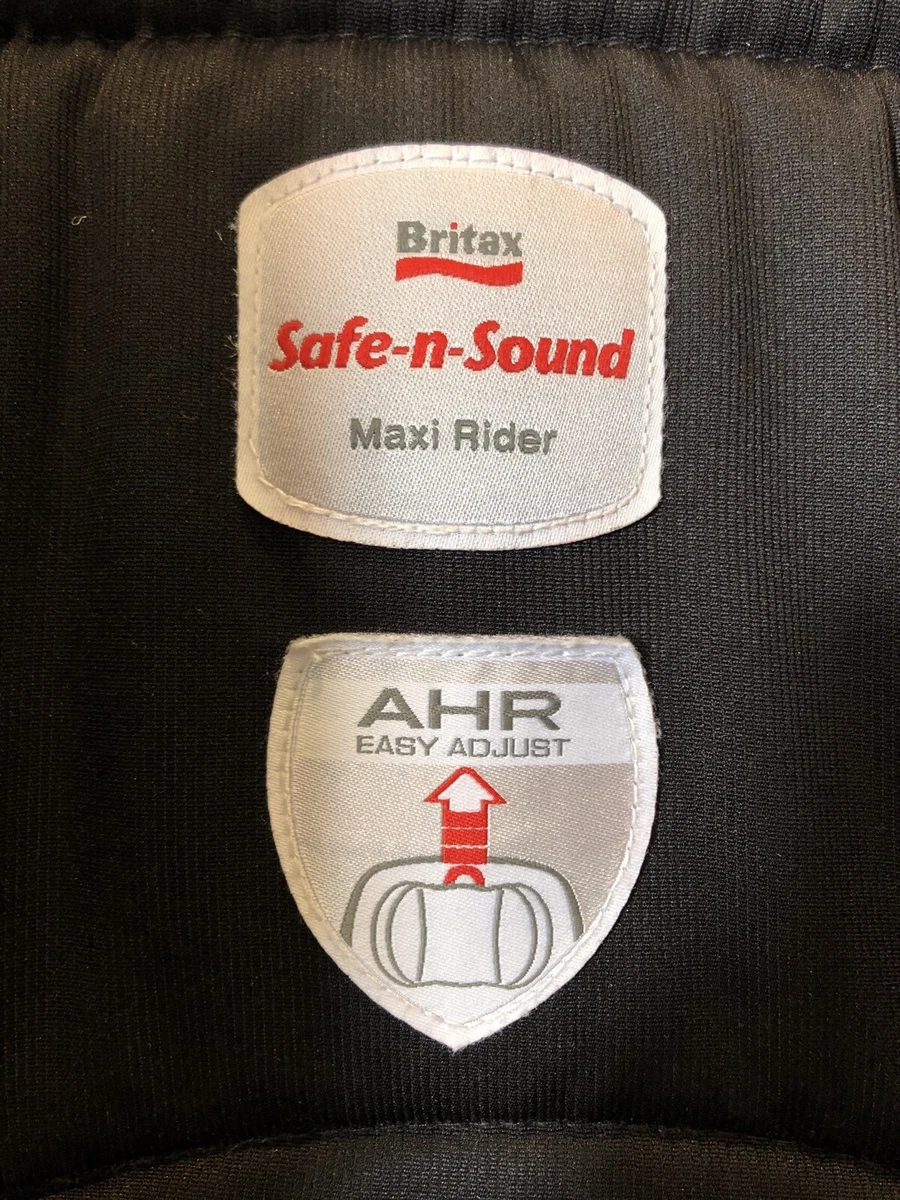 Britax
Safe-n-Sound
Maxi Rider
AHR
EASY ADJUST